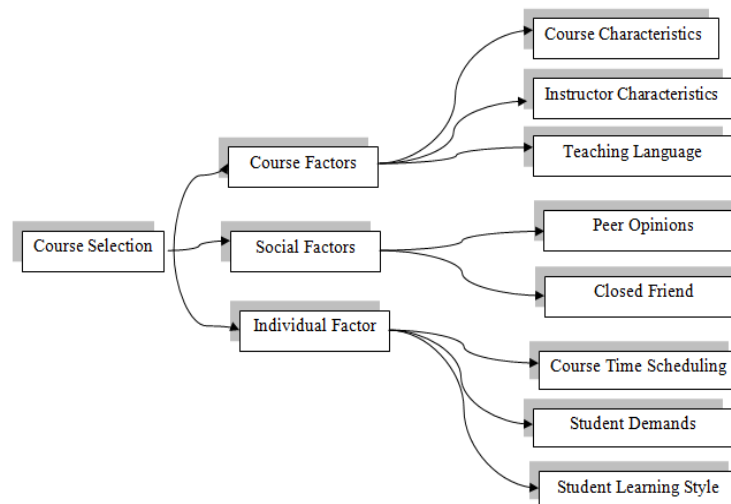 Course Characteristics
Instructor Characteristics
Course Factors
Teaching Language
Course Selection
Social Factors
Peer Opinions
Closed Friend
Individual Factor
Course Time Scheduling
Student Demands
Student Learning Style